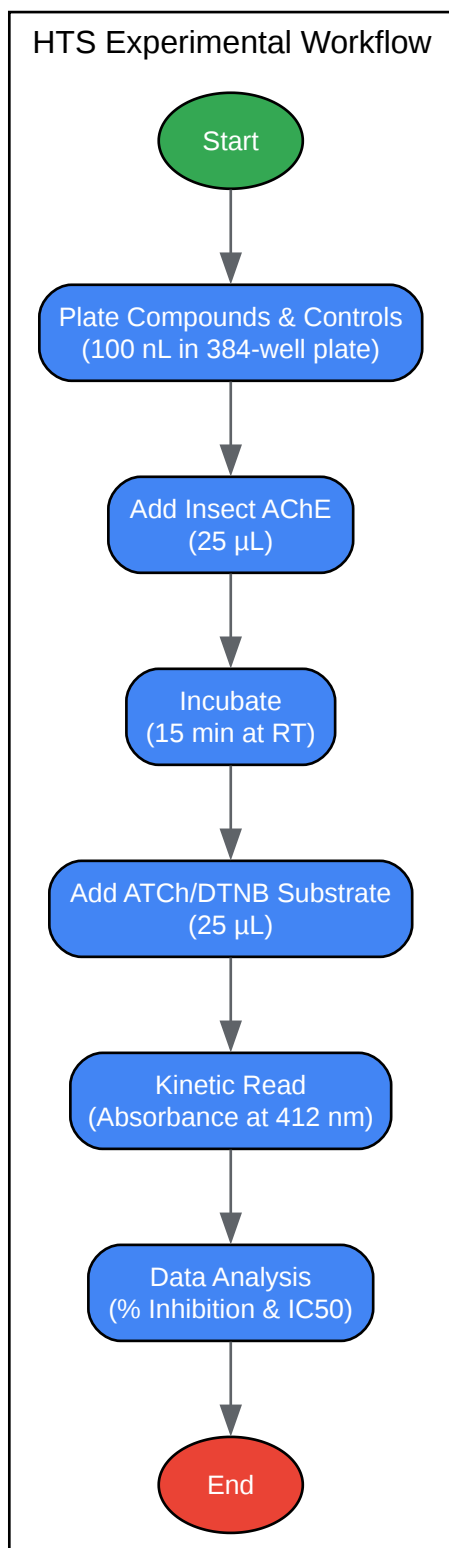 HTS Experimental Workflow
Start
Plate Compounds & Controls
(100 nL in 384-well plate)
Add Insect AChE
(25 µL)
Incubate
(15 min at RT)
Add ATCh/DTNB Substrate
(25 µL)
Kinetic Read
(Absorbance at 412 nm)
Data Analysis
(% Inhibition & IC50)
End